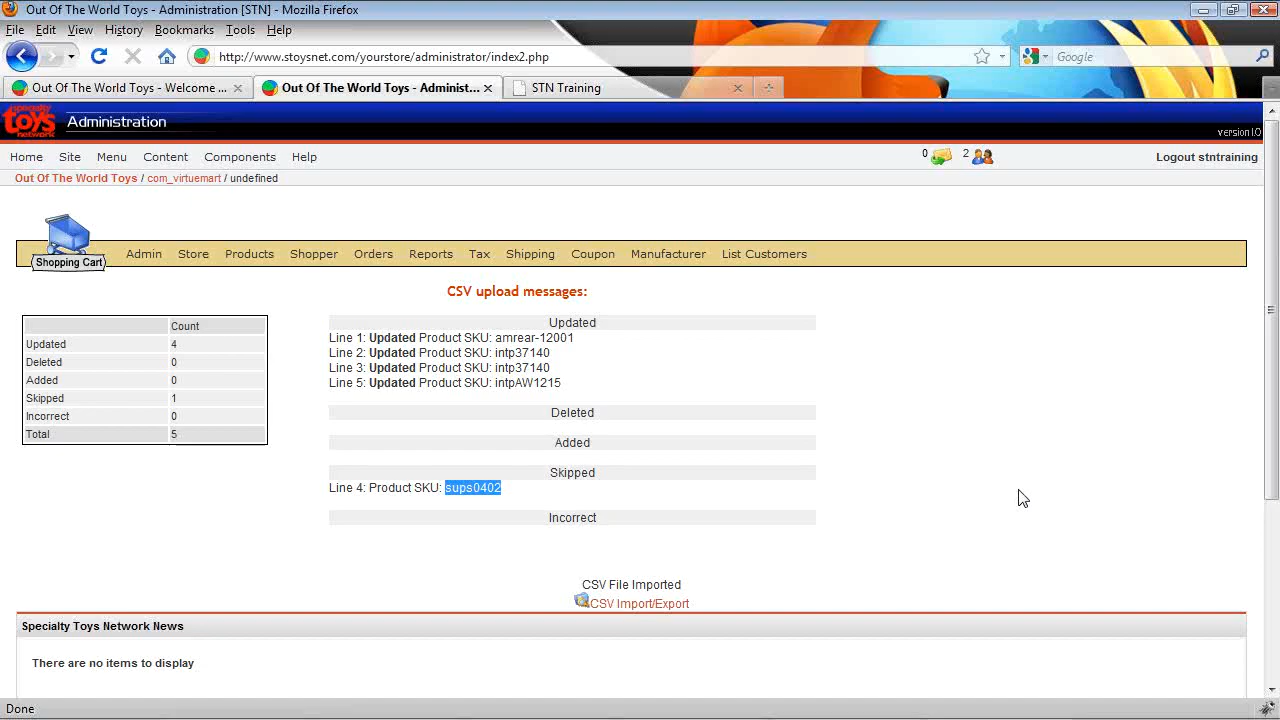 Out Of The World Toys - Administration [STN] - Mozilla Firefox
File Edit View History Bookmarks Tools Help
http://www.stoysnet.com/yourstore/administrator/index2.php
Google
Out Of The World Toys - Welcome ...
Out Of The World Toys - Administ...
STN Training
specialty toys network
Administration
version1.0
Home Site Menu Content Components Help
0 2
Logout stntraining
Out Of The World Toys / com_virtuemart / undefined
Shopping Cart
Admin Store Products Shopper Orders Reports Tax Shipping Coupon Manufacturer List Customers
CSV upload messages:
Count
Updated 4
Deleted 0
Added 0
Skipped 1
Incorrect 0
Total 5
Updated
Line 1: Updated Product SKU: amrear-12001
Line 2: Updated Product SKU: intp37140
Line 3: Updated Product SKU: intp37140
Line 5: Updated Product SKU: intpAW1215
Deleted
Added
Skipped
Line 4: Product SKU: sups0402
Incorrect
CSV File Imported
CSV Import/Export
Specialty Toys Network News
There are no items to display
Done